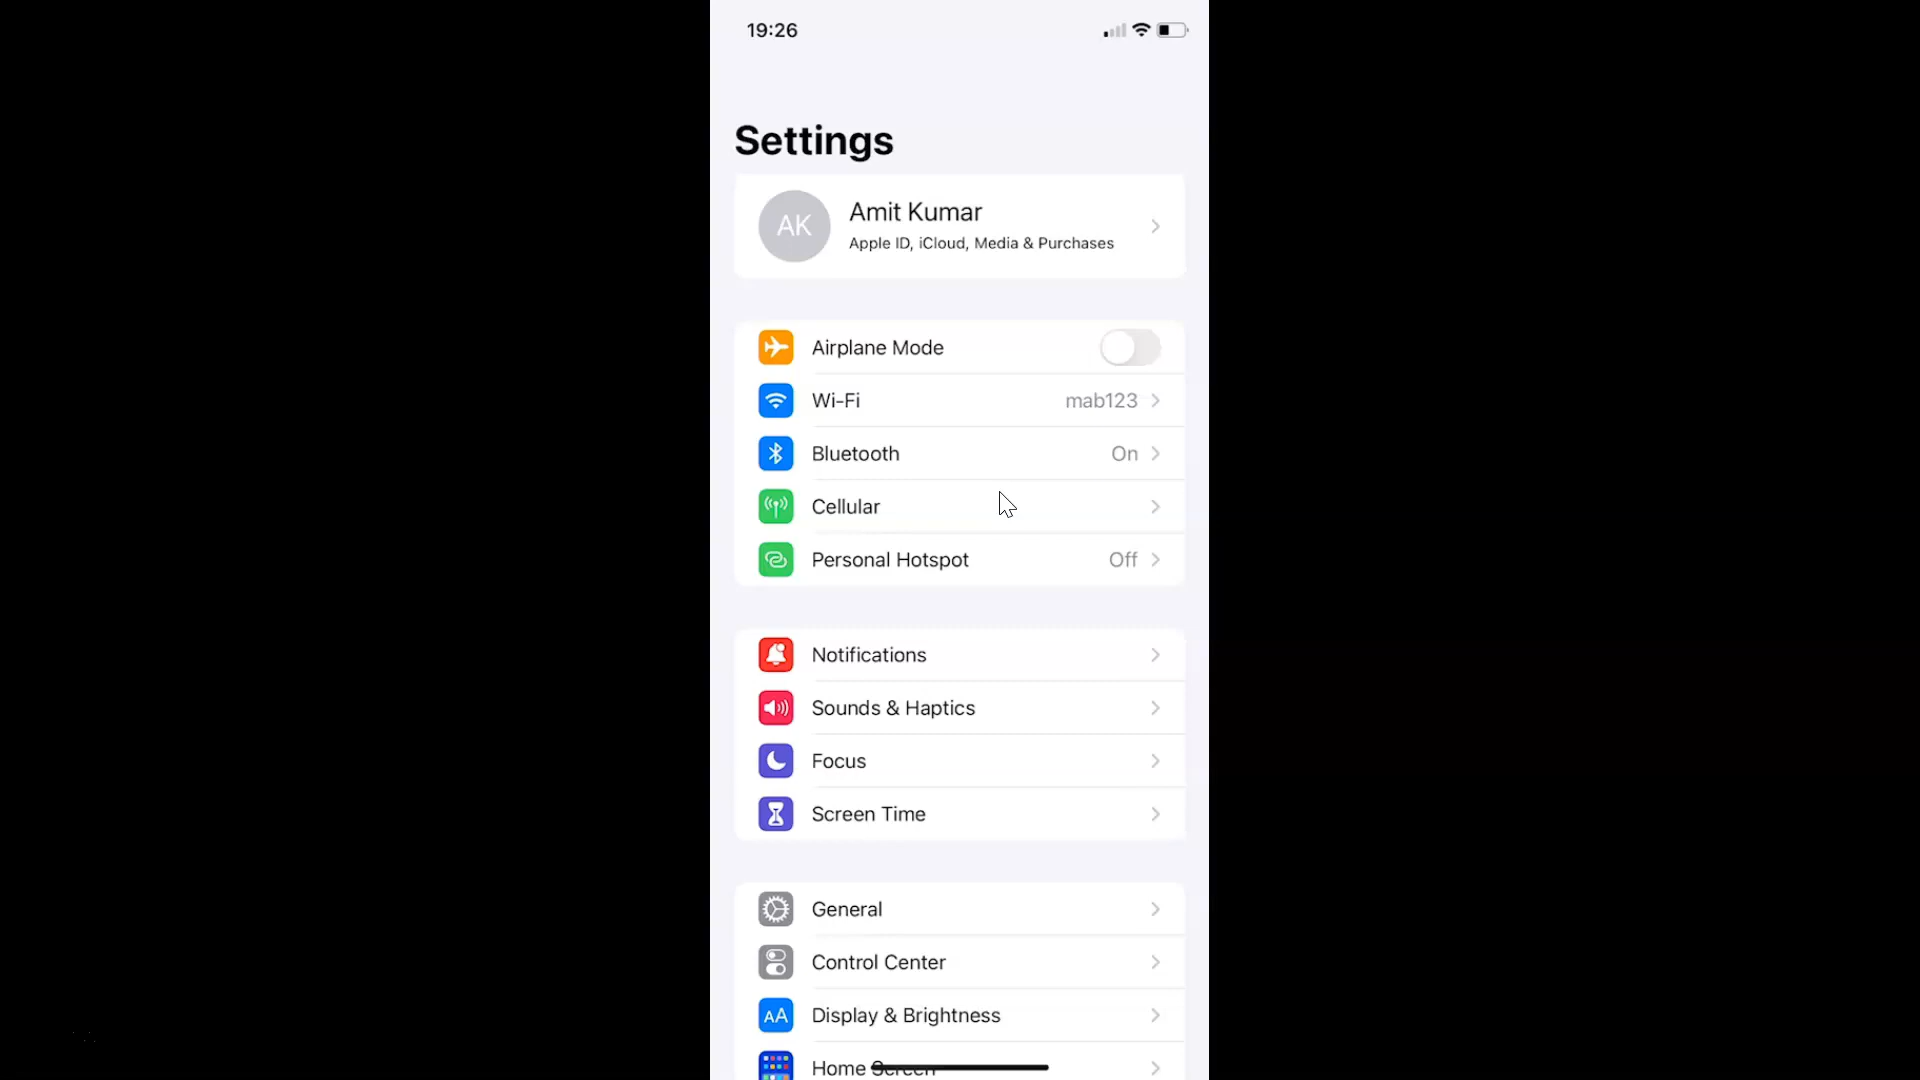 19:26
Settings
AK
Amit Kumar
Apple ID, iCloud, Media & Purchases
Airplane Mode
Wi-Fi mab123
Bluetooth On
Cellular
Personal Hotspot Off
Notifications
Sounds & Haptics
Focus
Screen Time
General
Control Center
AA Display & Brightness
Home Screen